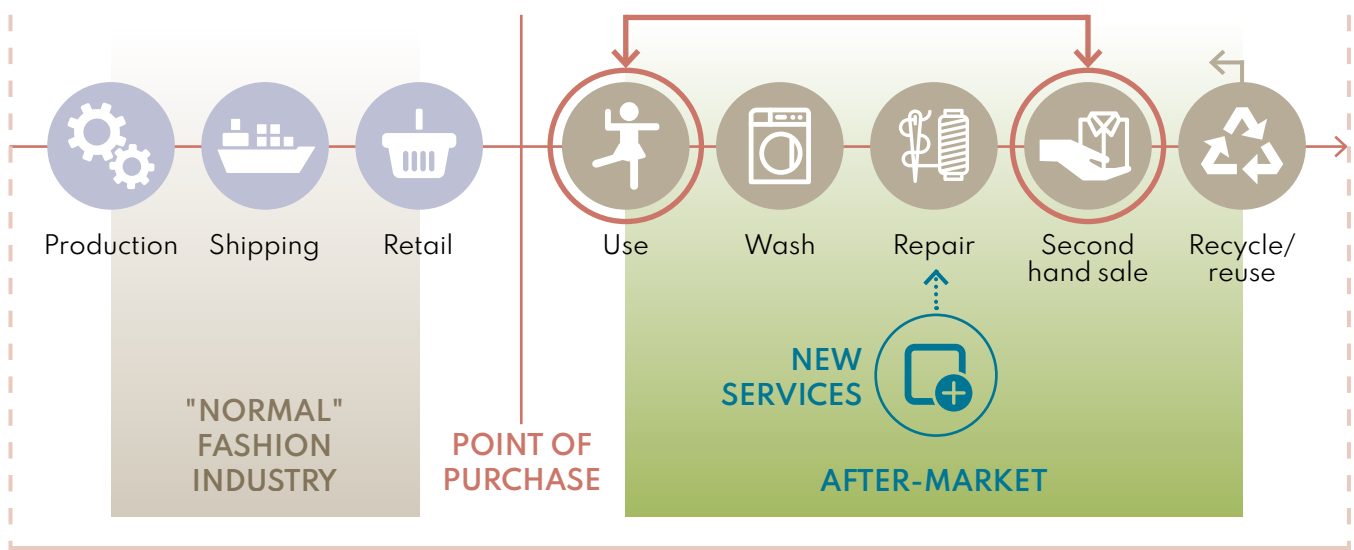 Production
Shipping
Retail
Use
Wash
Repair
Second
hand sale
Recycle/
reuse
"NORMAL"
FASHION
INDUSTRY
POINT OF
PURCHASE
NEW
SERVICES
AFTER-MARKET